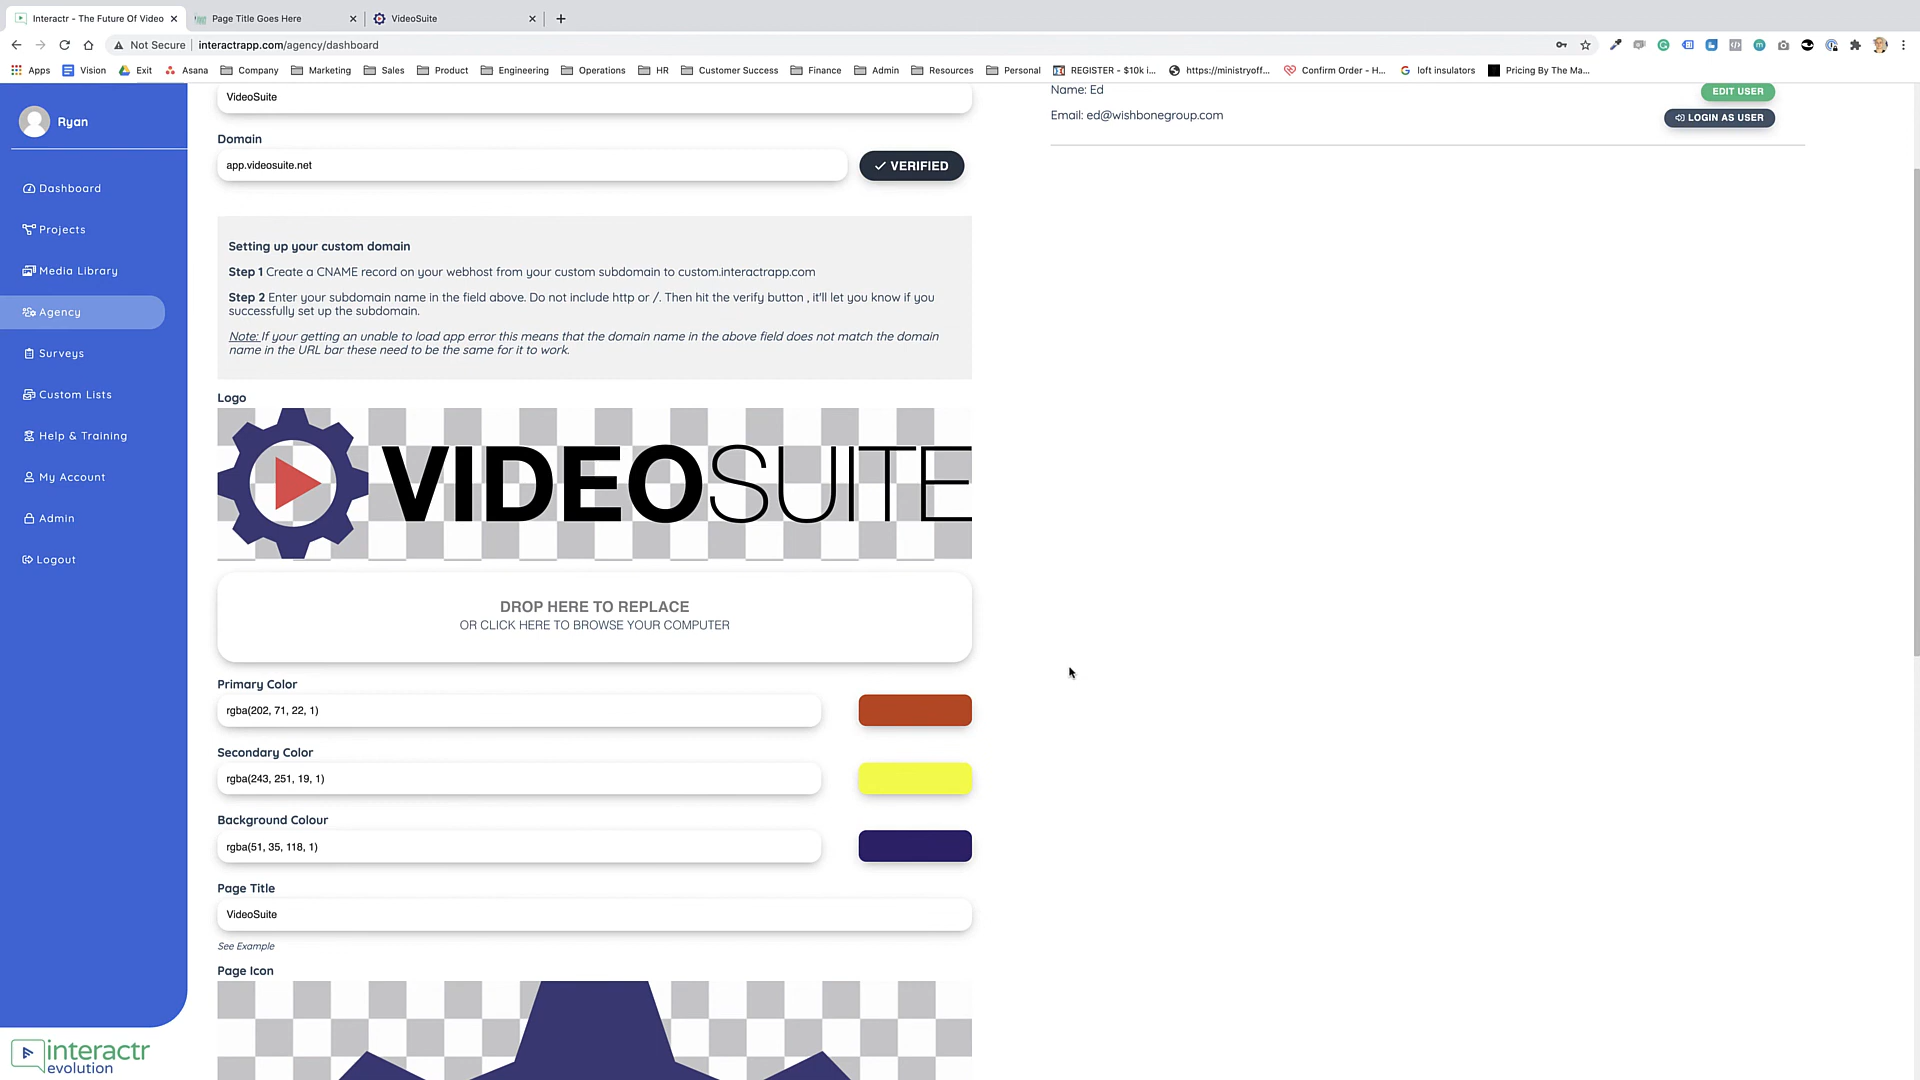 Interactr - The Future Of Video
Page Title Goes Here
VideoSuite
Not Secure
interactrapp.com/agency/dashboard
Apps
Vision
Exit
Asana
Company
Marketing
Sales
Product
Engineering
Operations
HR
Customer Success
Finance
Admin
Resources
Personal
REGISTER - $10k i...
https://ministryoff...
Confirm Order - H...
loft insulators
Pricing By The Ma...
Ryan
Dashboard
Projects
Media Library
Agency
Surveys
Custom Lists
Help & Training
My Account
Admin
Logout
interactr
evolution
VideoSuite
Domain
app.videosuite.net
VERIFIED
Setting up your custom domain
Step 1 Create a CNAME record on your webhost from your custom subdomain to custom.interactrapp.com
Step 2 Enter your subdomain name in the field above. Do not include http or /. Then hit the verify button , it'll let you know if you
successfully set up the subdomain.
Note: If your getting an unable to load app error this means that the domain name in the above field does not match the domain
name in the URL bar these need to be the same for it to work.
Logo
VIDEOSUITE
DROP HERE TO REPLACE
OR CLICK HERE TO BROWSE YOUR COMPUTER
Primary Color
rgba(202, 71, 22, 1)
Secondary Color
rgba(243, 251, 19, 1)
Background Colour
rgba(51, 35, 118, 1)
Page Title
VideoSuite
See Example
Page Icon
Name: Ed
EDIT USER
Email: ed@wishbonegroup.com
LOGIN AS USER